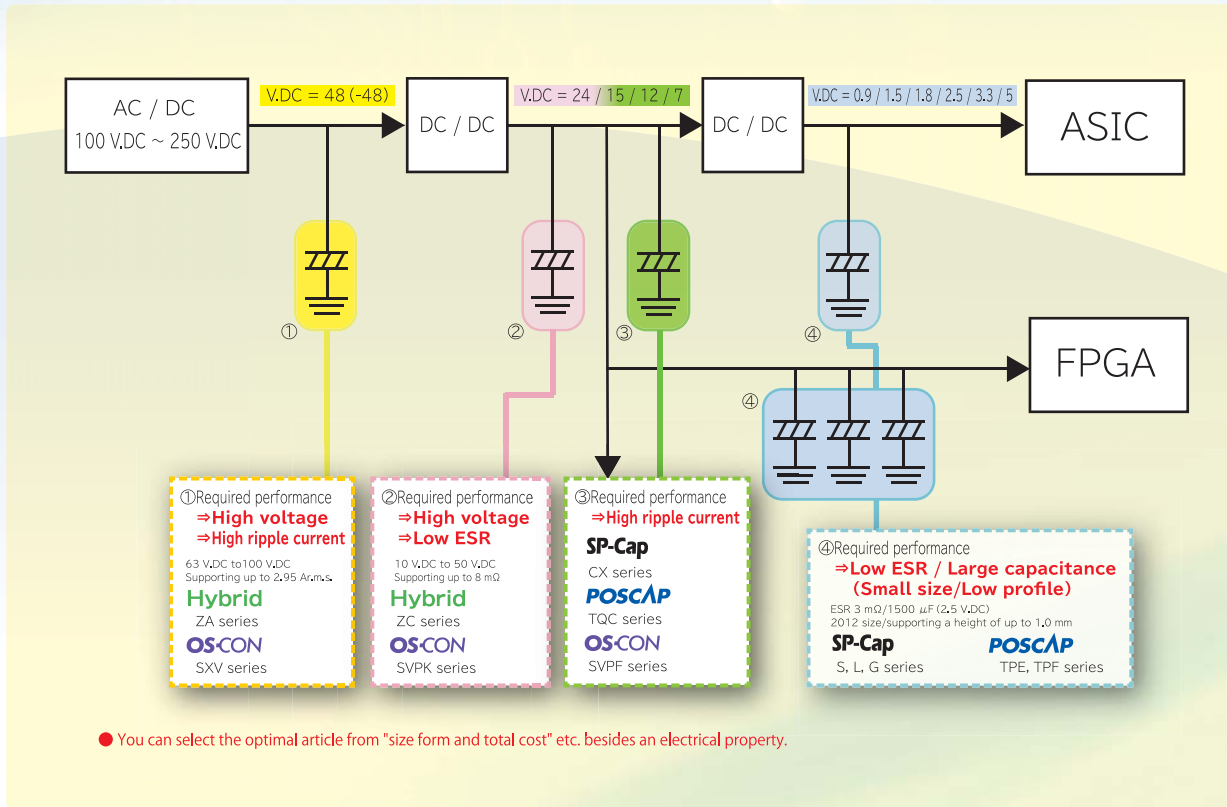 AC / DC
100 V.DC ~ 250 V.DC
V.DC = 48 (-48)
DC / DC
V.DC = 24 / 15 / 12 / 7
DC / DC
V.DC = 0.9 / 1.5 / 1.8 / 2.5 / 3.3 / 5
ASIC
①
②
③
④
FPGA
④
①Required performance
⇒High voltage
⇒High ripple current
63 V.DC to100 V.DC
Supporting up to 2.95 Ar.m.s.
Hybrid
ZA series
OS-CON
SXV series
②Required performance
⇒High voltage
⇒Low ESR
10 V.DC to 50 V.DC
Supporting up to 8 mΩ
Hybrid
ZC series
OS-CON
SVPK series
③Required performance
⇒High ripple current
SP-Cap
CX series
POSCAP
TQC series
OS-CON
SVPF series
④Required performance
⇒Low ESR / Large capacitance
(Small size/Low profile)
ESR 3 mΩ/1500 μF (2.5 V.DC)
2012 size/supporting a height of up to 1.0 mm
SP-Cap
S, L, G series
POSCAP
TPE, TPF series
● You can select the optimal article from "size form and total cost" etc. besides an electrical property.